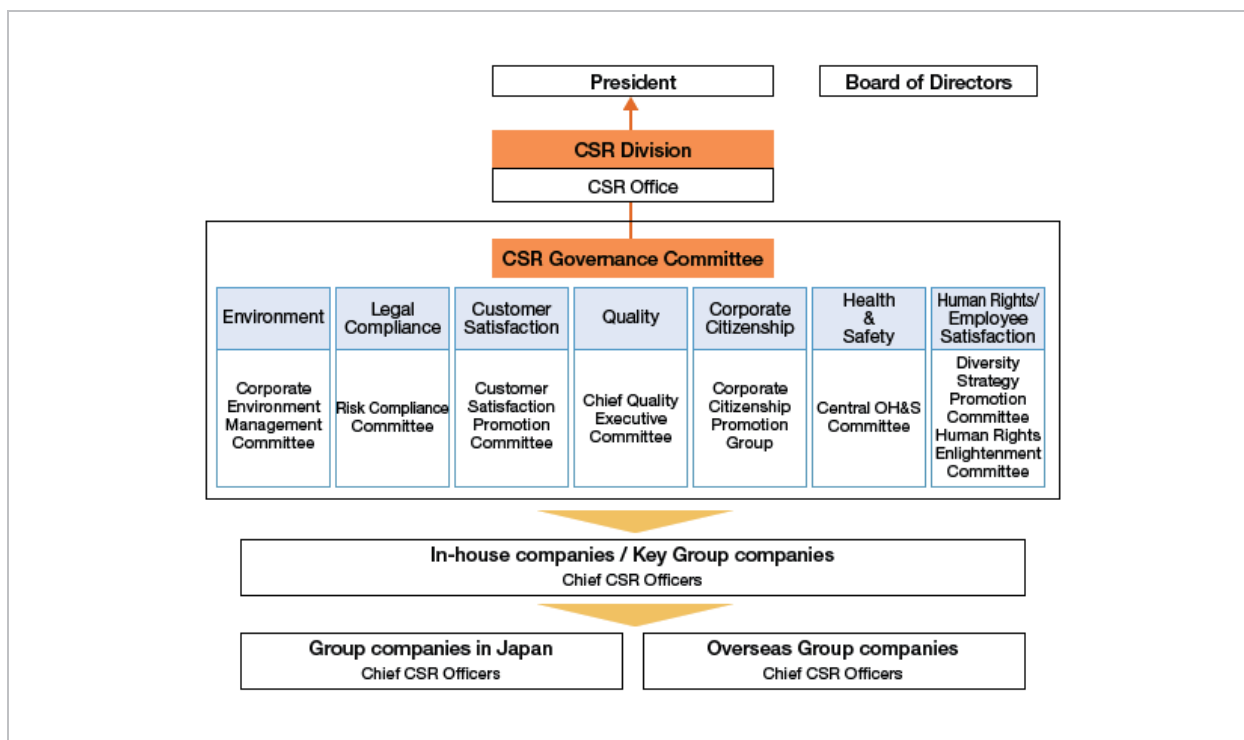 President
Board of Directors
CSR Division
CSR Office
CSR Governance Committee
Environment
Legal
Compliance
Customer
Satisfaction
Quality
Corporate
Citizenship
Health
&
Safety
Human Rights/
Employee
Satisfaction
Corporate
Environment
Management
Committee
Risk Compliance
Committee
Customer
Satisfaction
Promotion
Committee
Chief Quality
Executive
Committee
Corporate
Citizenship
Promotion
Group
Central OH&S
Committee
Diversity
Strategy
Promotion
Committee
Human Rights
Enlightenment
Committee
In-house companies / Key Group companies
Chief CSR Officers
Group companies in Japan
Chief CSR Officers
Overseas Group companies
Chief CSR Officers